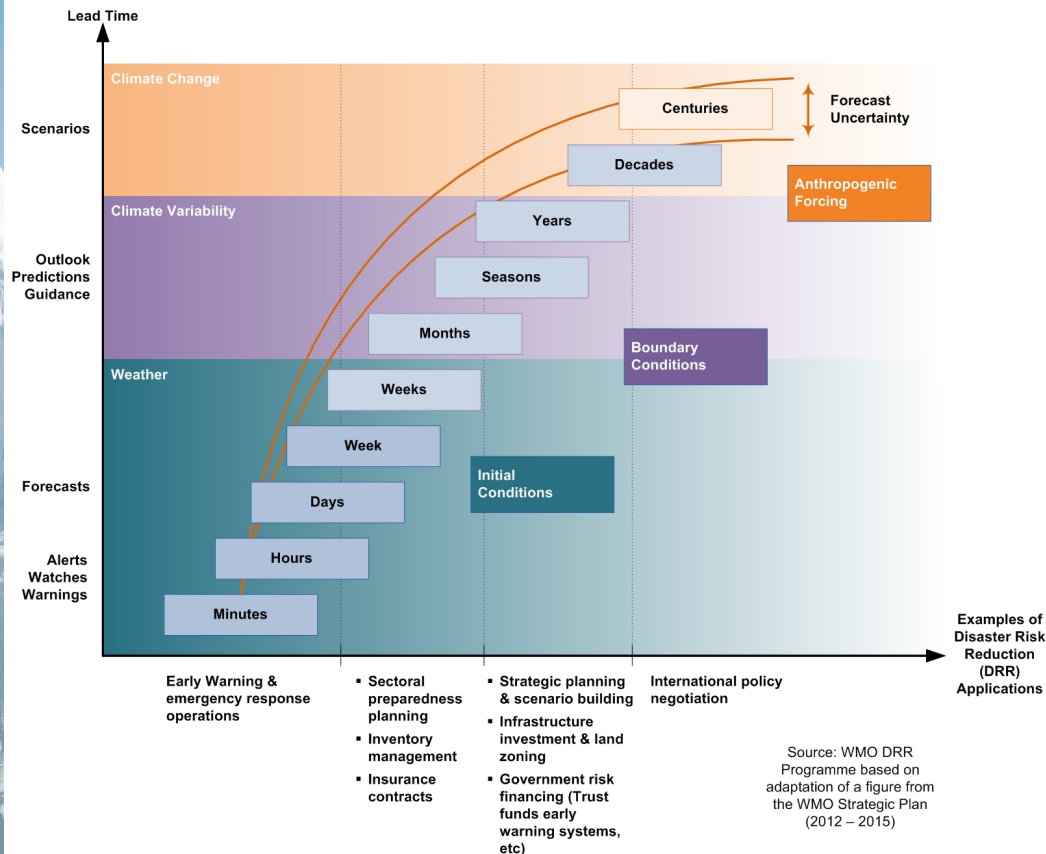 Lead Time
Climate Change
Centuries
Forecast
Uncertainty
Scenarios
Decades
Anthropogenic
Forcing
Climate Variability
Years
Outlook
Predictions
Guidance
Seasons
Months
Boundary
Conditions
Weather
Weeks
Week
Initial
Conditions
Forecasts
Days
Alerts
Watches
Warnings
Hours
Minutes
Examples of
Disaster Risk
Reduction
(DRR)
Applications
Early Warning &
emergency response
operations
▪ Sectoral
preparedness
planning
▪ Inventory
management
▪ Insurance
contracts
▪ Strategic planning
& scenario building
▪ Infrastructure
investment & land
zoning
▪ Government risk
financing (Trust
funds early
warning systems,
etc)
International policy
negotiation
Source: WMO DRR
Programme based on
adaptation of a figure from
the WMO Strategic Plan
(2012 – 2015)